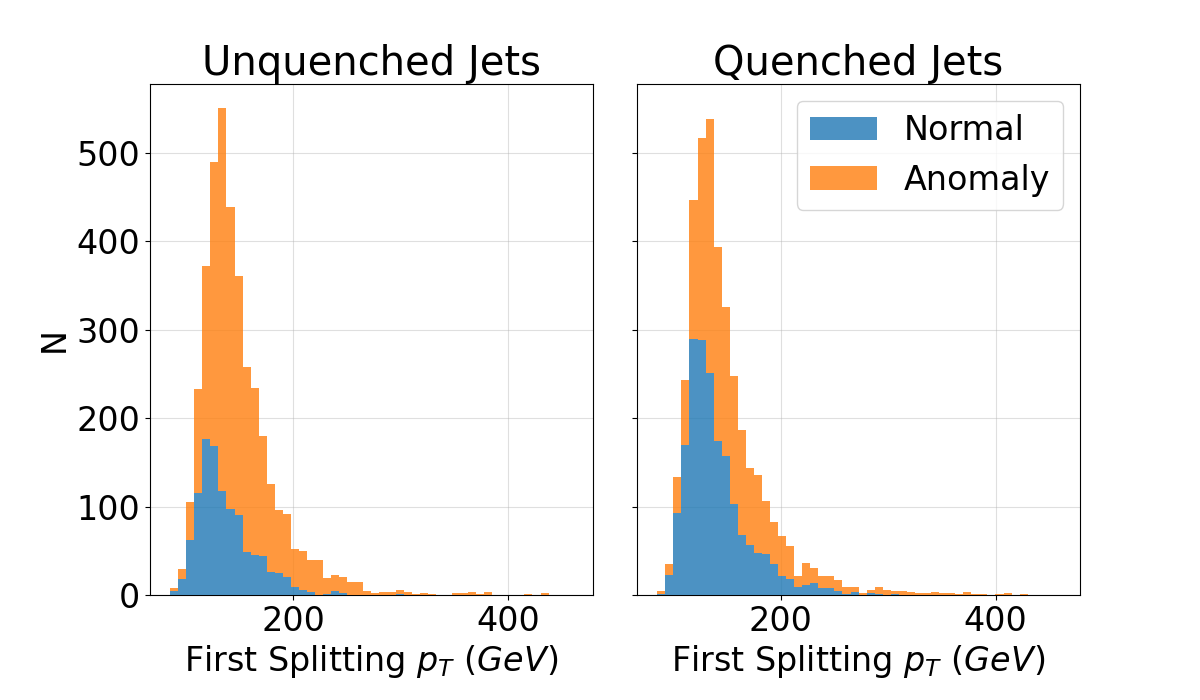 Unquenched Jets
Quenched Jets
Normal
Anomaly
N
500
400
300
200
100
0
200
400
200
400
First Splitting p_T (GeV)
First Splitting p_T (GeV)